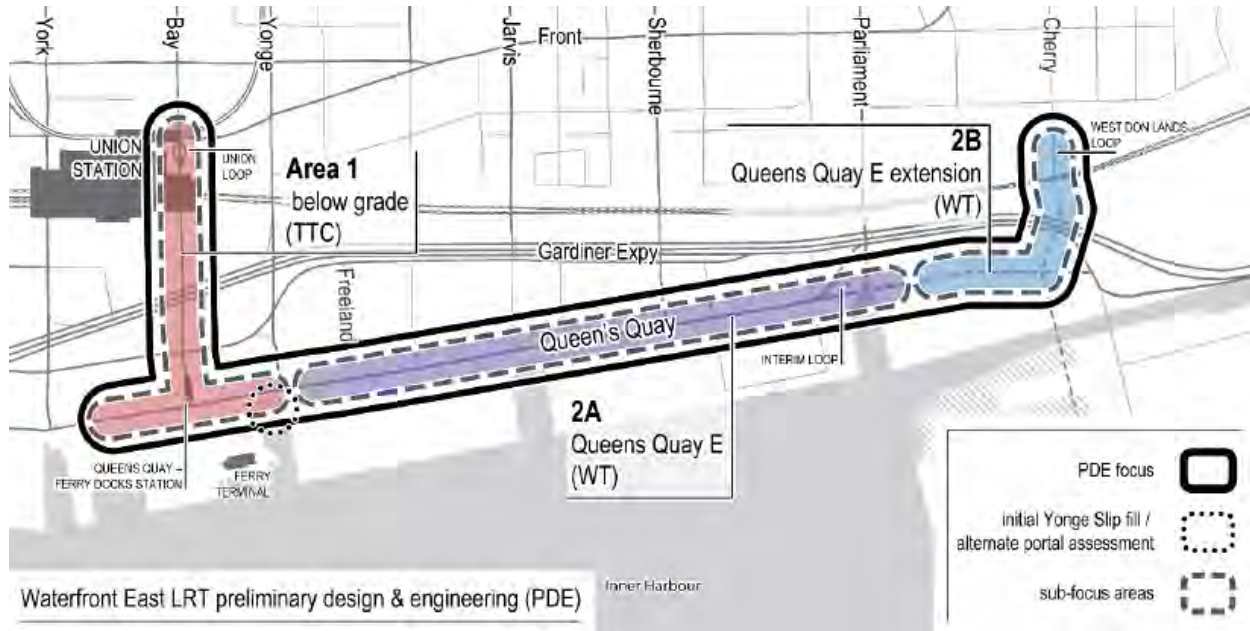 York
Bay
Yonge
Jarvis
Sherbourne
Parliament
Cherry
Front
UNION
STATION
UNION
LOOP
Area 1
below grade
(TTC)
2B
Queens Quay E extension
(WT)
WEST DON LANDS
LOOP
Gardiner Expy
Freeland
Queen's Quay
INTERIM LOOP
2A
Queens Quay E
(WT)
QUEENS QUAY –
FERRY DOCKS STATION
FERRY
TERMINAL
Inner Harbour
PDE focus
initial Yonge Slip fill /
alternate portal assessment
sub-focus areas
Waterfront East LRT preliminary design & engineering (PDE)